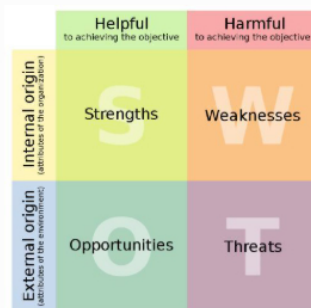 Helpful
to achieving the objective
Harmful
to achieving the objective
Internal origin
(attributes of the organization)
S
Strengths
W
Weaknesses
External origin
(attributes of the environment)
O
Opportunities
T
Threats